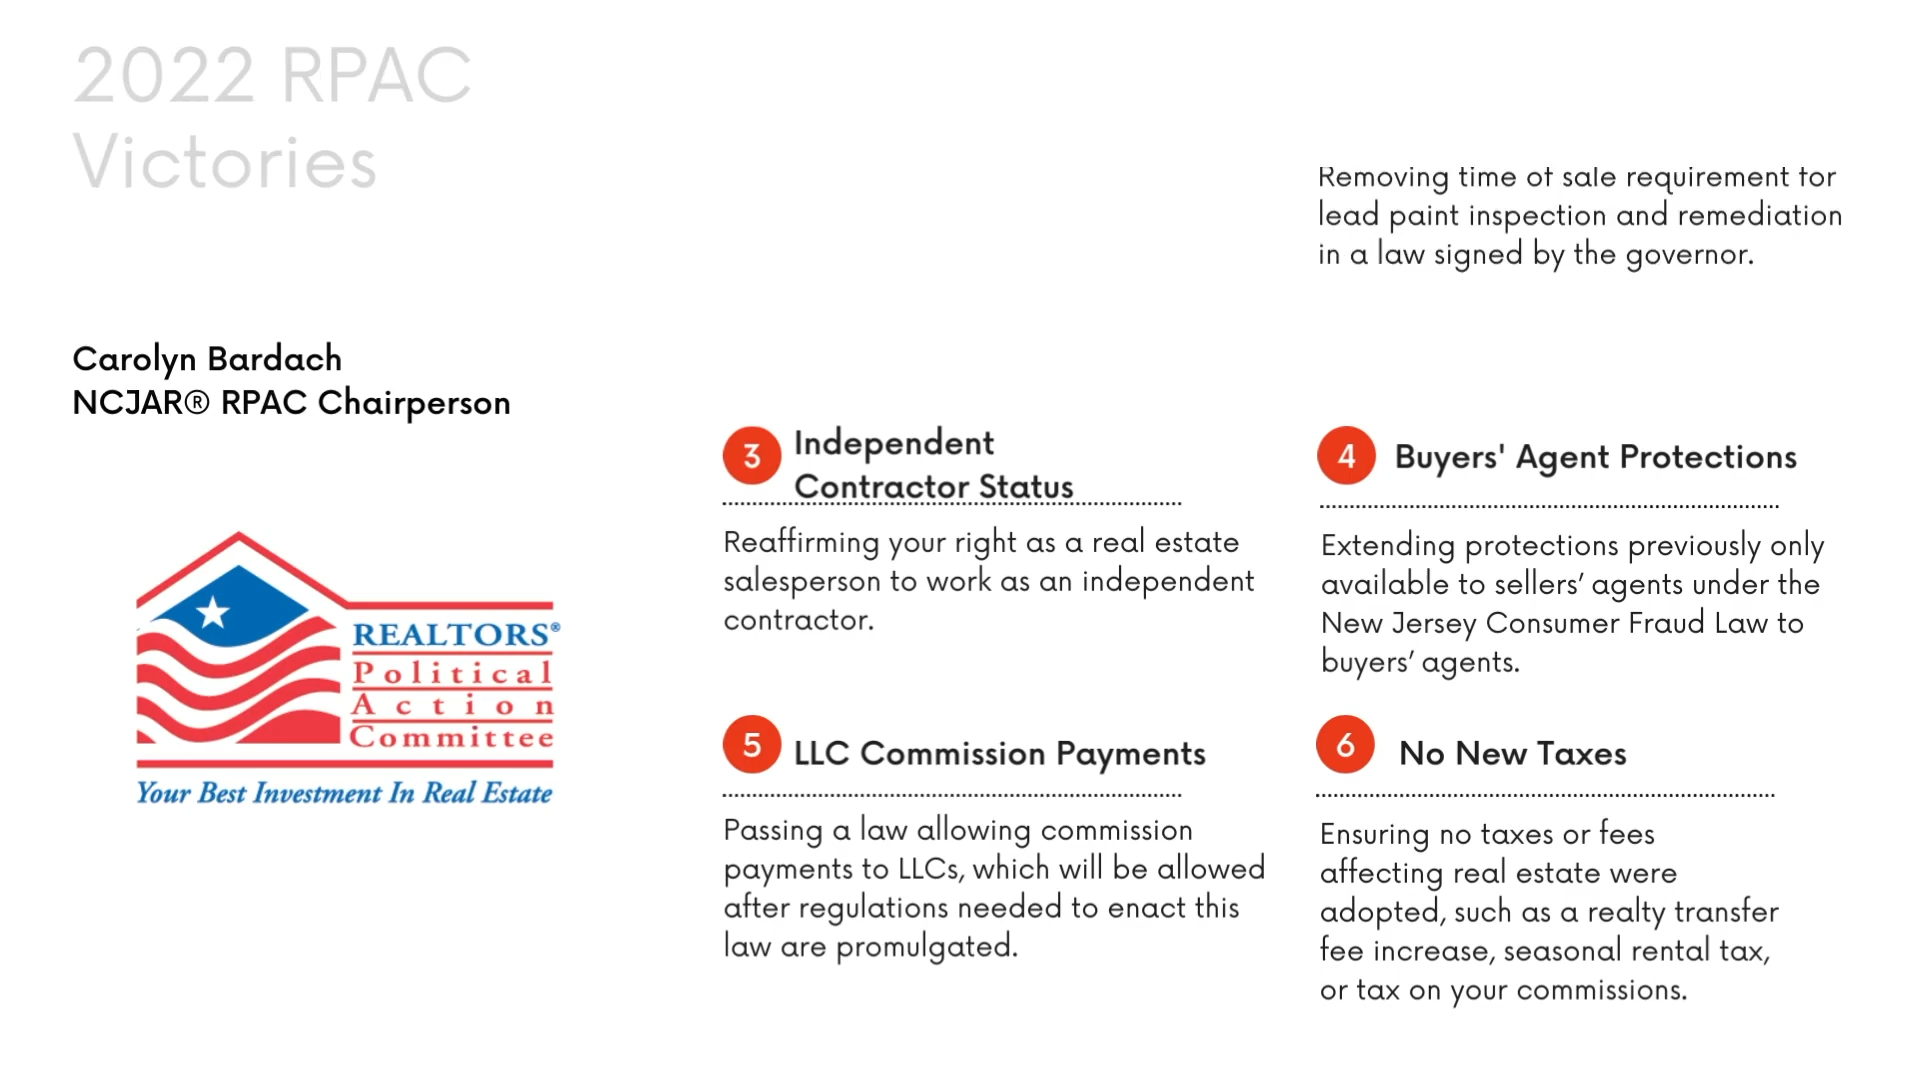 2022 RPAC
Victories
Removing time of sale requirement for
lead paint inspection and remediation
in a law signed by the governor.
Carolyn Bardach
NCJAR® RPAC Chairperson
REALTORS®
Political
Action
Committee
Your Best Investment In Real Estate
3
Independent
Contractor Status
Reaffirming your right as a real estate
salesperson to work as an independent
contractor.
4
Buyers' Agent Protections
Extending protections previously only
available to sellers’ agents under the
New Jersey Consumer Fraud Law to
buyers’ agents.
5
LLC Commission Payments
Passing a law allowing commission
payments to LLCs, which will be allowed
after regulations needed to enact this
law are promulgated.
6
No New Taxes
Ensuring no taxes or fees
affecting real estate were
adopted, such as a realty transfer
fee increase, seasonal rental tax,
or tax on your commissions.